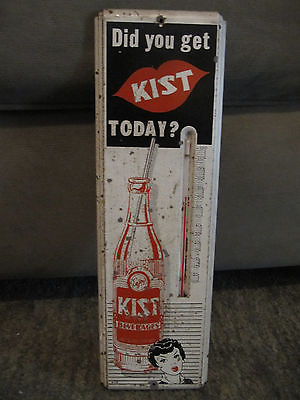 Did you get
KIST
TODAY?
KIST
BEVERAGES